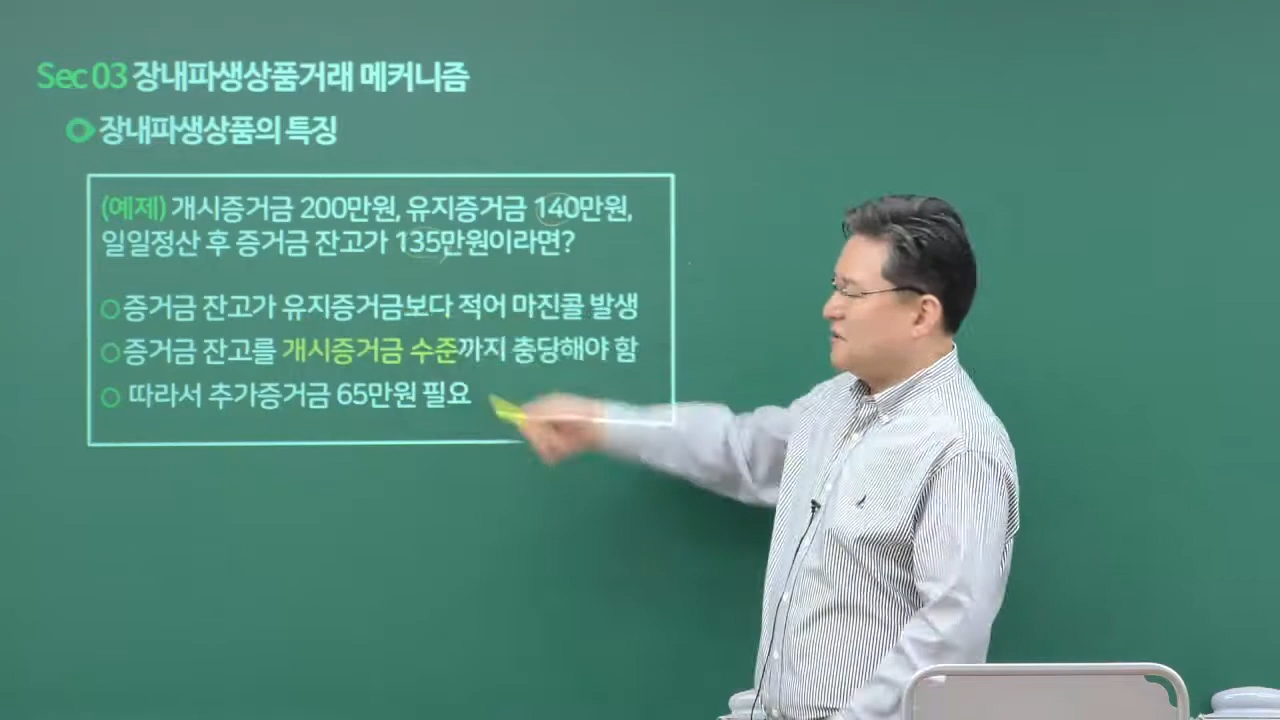 Sec 03 장내파생상품거래 메커니즘
장내파생상품의 특징
(예제) 개시증거금 200만원, 유지증거금 140만원,
일일정산 후 증거금 잔고가 135만원이라면?
증거금 잔고가 유지증거금보다 적어 마진콜 발생
증거금 잔고를 개시증거금 수준까지 충당해야 함
따라서 추가증거금 65만원 필요